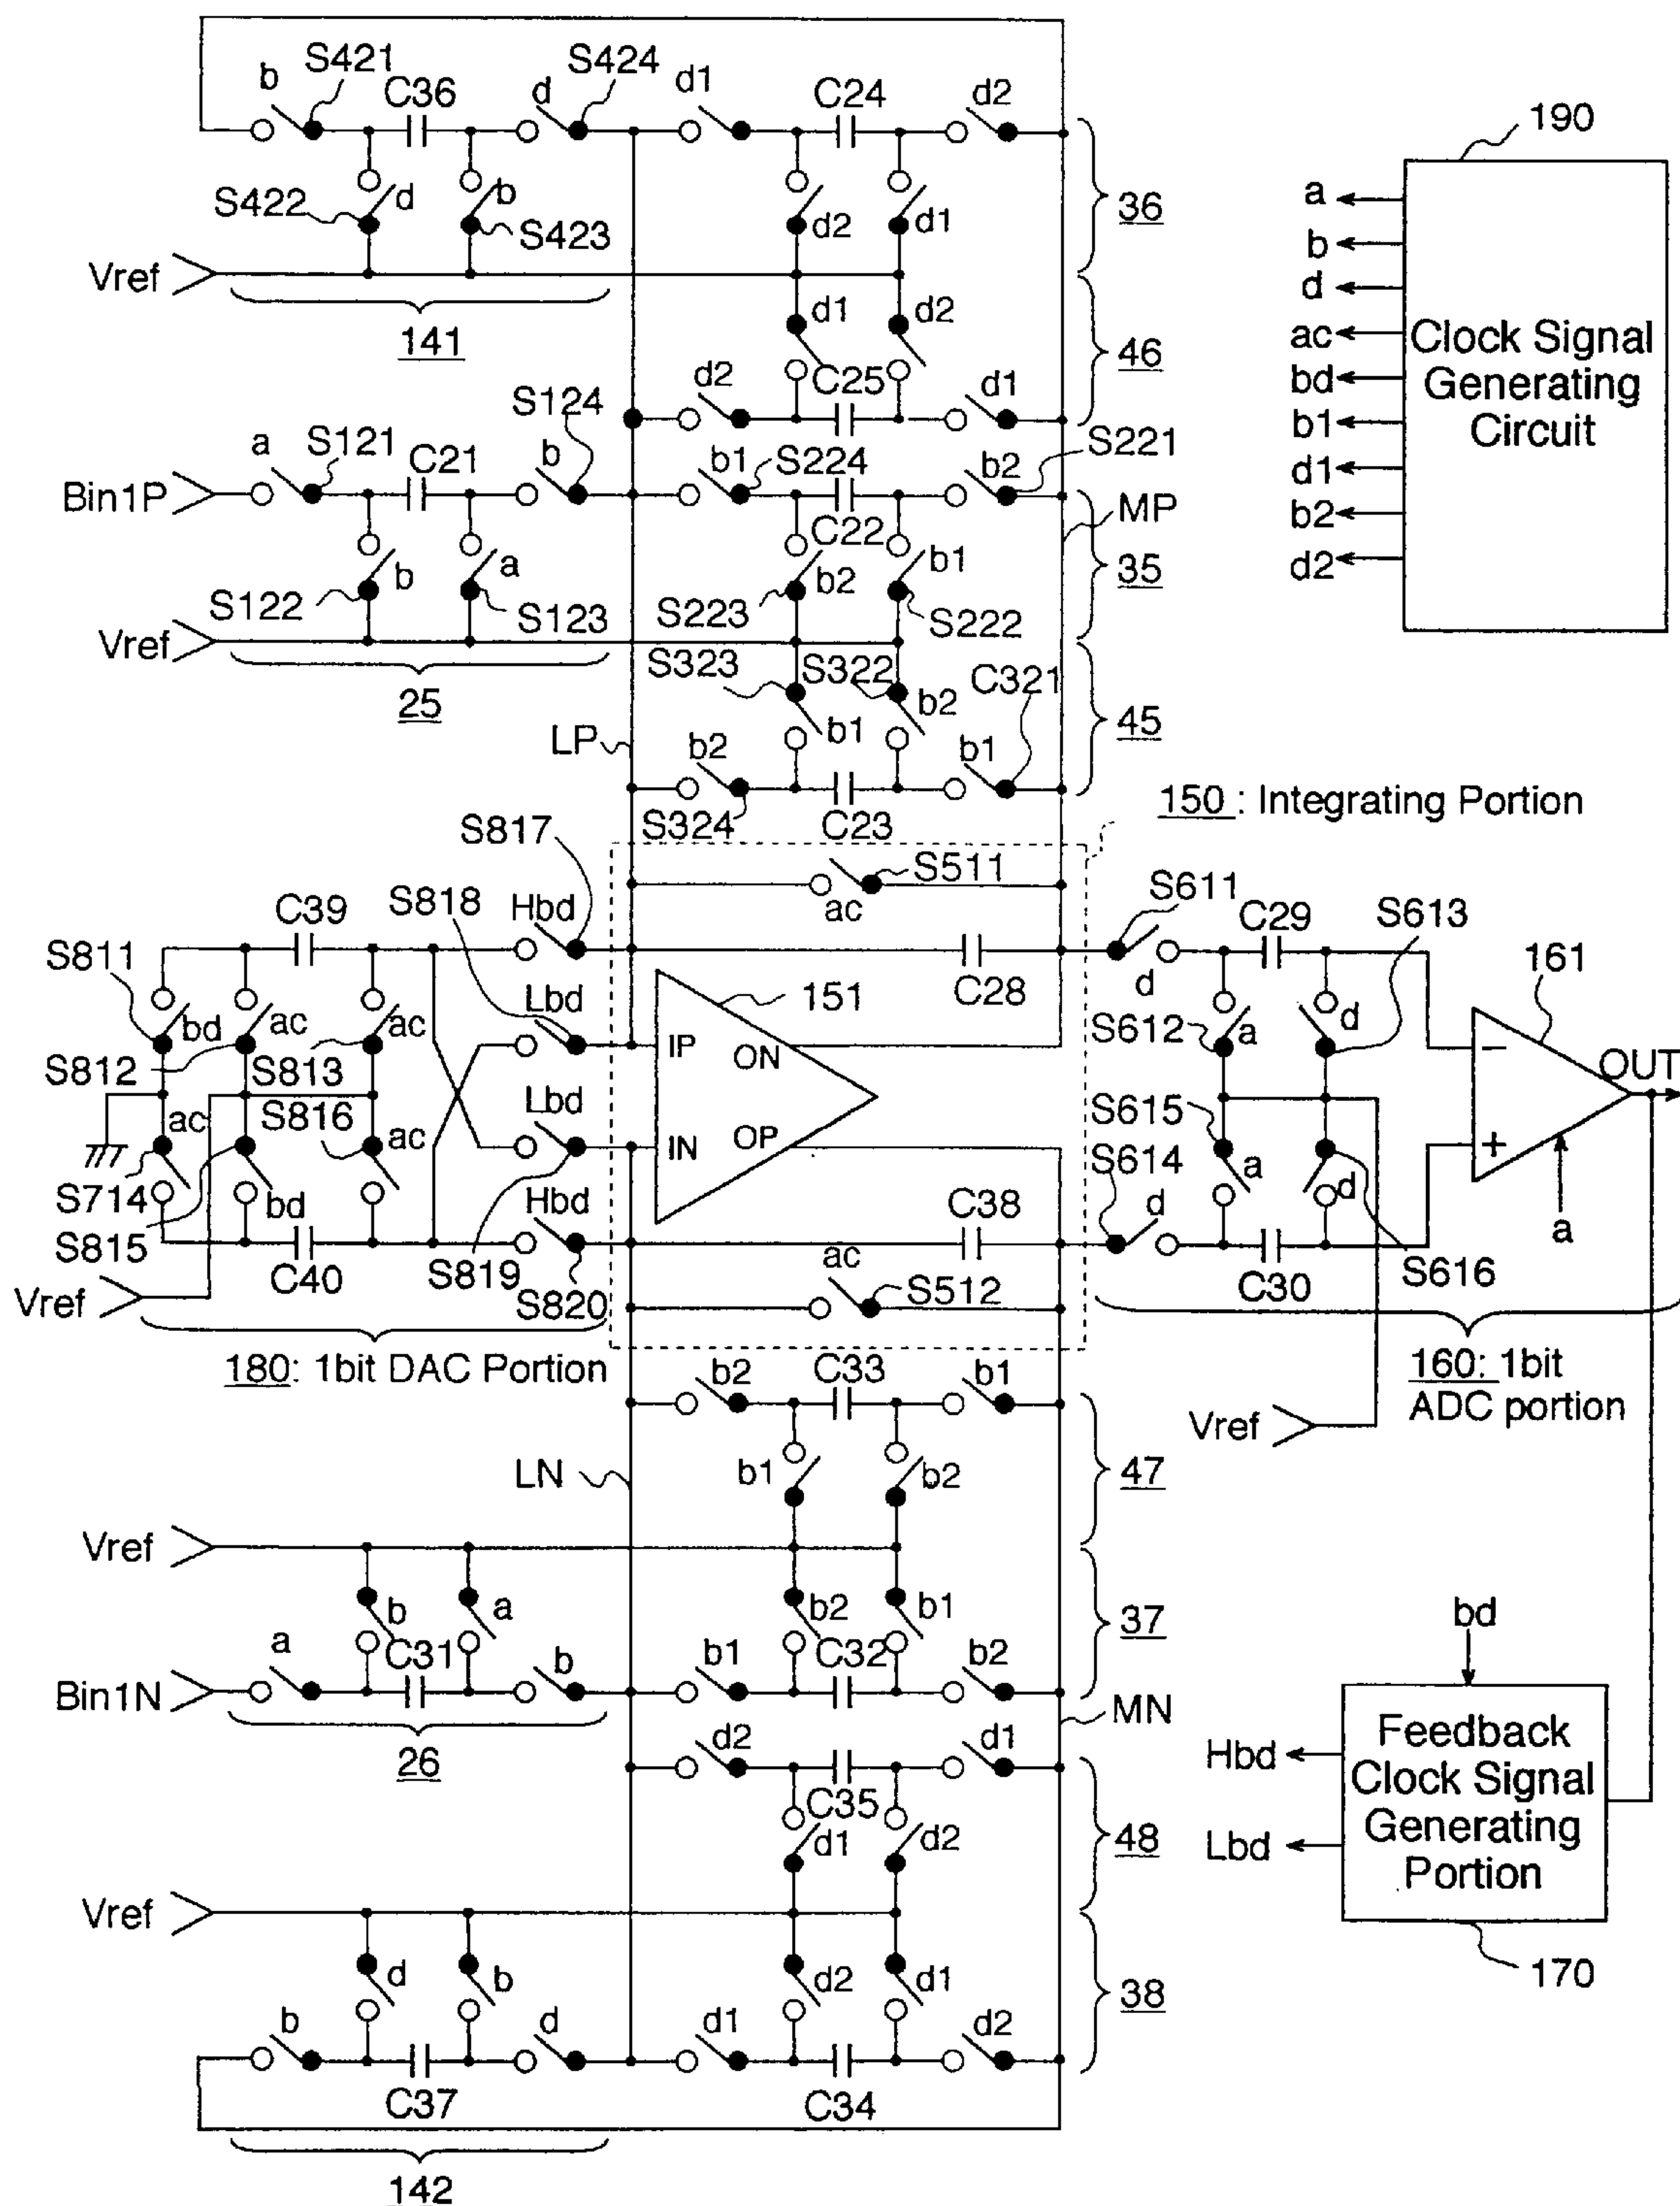 b
S421
C36
d
S424
d1
C24
d2
190
S422
d
b
S423
d2
d1
36
Vref
141
d1
d2
46
d2
C25
d1
a
b
d
ac
bd
b1
d1
b2
d2
Clock Signal
Generating
Circuit
a
S121
C21
S124
b
b1
S224
b2
S221
Bin1P
C22
MP
S122
b
a
S123
S223
b2
b1
S222
35
Vref
25
S323
S322
C321
b1
b2
45
LP
b2
b1
S324
C23
150 : Integrating Portion
S817
S511
ac
S818
C39
Hbd
S611
C29
S613
S811
Lbd
151
C28
d
161
bd
ac
ac
IP
ON
S612
a
d
S812
S813
OUT
ac
S816
ac
Lbd
IN
OP
S615
S614
a
d
S714
S815
bd
Hbd
C38
d
a
C40
S819
S820
ac
S512
C30
S616
Vref
180: 1bit DAC Portion
160: 1bit
ADC portion
Vref
b2
C33
b1
LN
b1
b2
47
Vref
b
a
b2
b1
37
a
C31
b
b1
C32
b2
Bin1N
26
MN
d2
C35
d1
d1
d2
48
bd
Feedback
Clock Signal
Generating
Portion
Hbd
Lbd
170
Vref
d
b
d2
d1
38
b
C37
d
d1
C34
d2
142